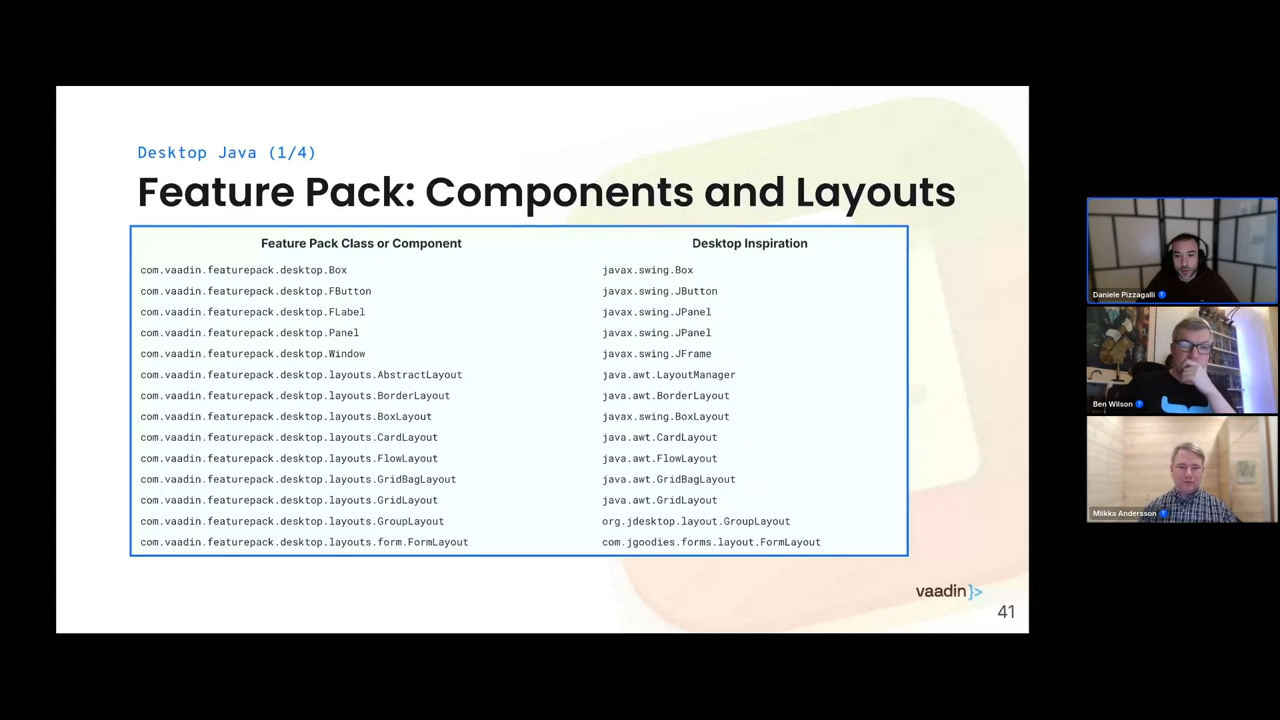 Desktop Java (1/4)
Feature Pack: Components and Layouts
Feature Pack Class or Component Desktop Inspiration
com.vaadin.featurepack.desktop.Box javax.swing.Box
com.vaadin.featurepack.desktop.FButton javax.swing.JButton
com.vaadin.featurepack.desktop.FLabel javax.swing.JPanel
com.vaadin.featurepack.desktop.Panel javax.swing.JPanel
com.vaadin.featurepack.desktop.Window javax.swing.JFrame
com.vaadin.featurepack.desktop.layouts.AbstractLayout java.awt.LayoutManager
com.vaadin.featurepack.desktop.layouts.BorderLayout java.awt.BorderLayout
com.vaadin.featurepack.desktop.layouts.BoxLayout javax.swing.BoxLayout
com.vaadin.featurepack.desktop.layouts.CardLayout java.awt.CardLayout
com.vaadin.featurepack.desktop.layouts.FlowLayout java.awt.FlowLayout
com.vaadin.featurepack.desktop.layouts.GridBagLayout java.awt.GridBagLayout
com.vaadin.featurepack.desktop.layouts.GridLayout java.awt.GridLayout
com.vaadin.featurepack.desktop.layouts.GroupLayout org.jdesktop.layout.GroupLayout
com.vaadin.featurepack.desktop.layouts.form.FormLayout com.jgoodies.forms.layout.FormLayout
vaadin}>
41
Daniele Pizzagalli
Ben Wilson
Miikka Andersson